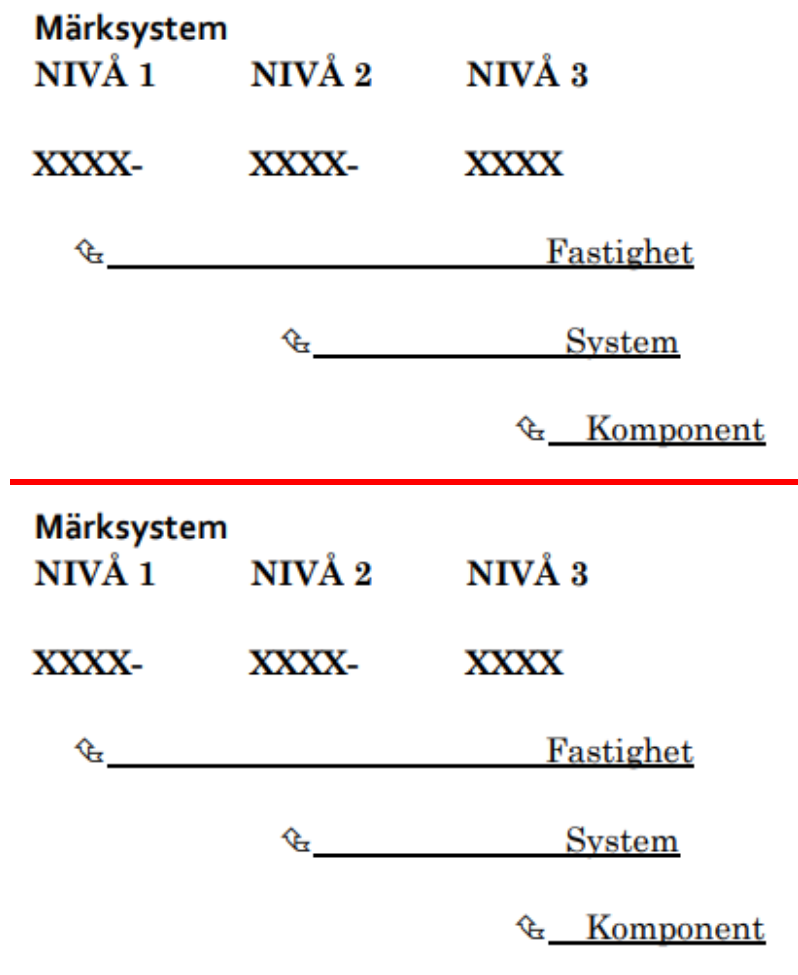 Märksystem
NIVÅ 1 NIVÅ 2 NIVÅ 3
XXXX- XXXX- XXXX
Fastighet
System
Komponent
Märksystem
NIVÅ 1 NIVÅ 2 NIVÅ 3
XXXX- XXXX- XXXX
Fastighet
System
Komponent